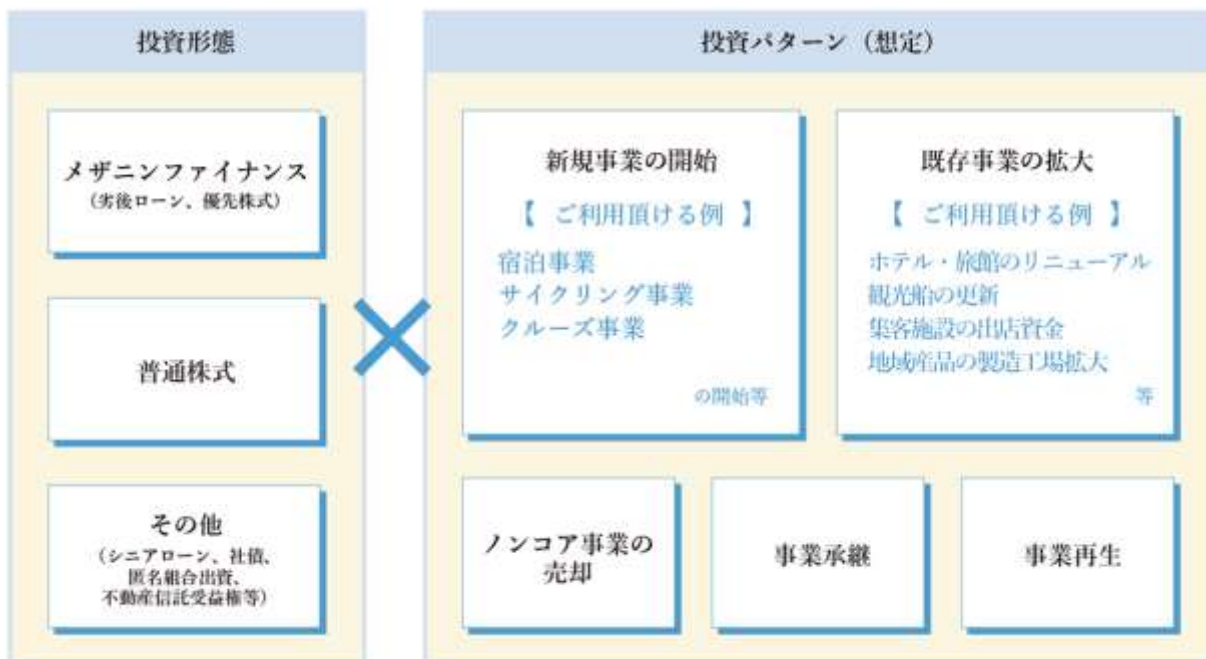 投資形態
メザニンファイナンス
(劣後ローン、優先株式)
普通株式
その他
(シニアローン、社債、
匿名組合出資、
不動産信託受益権等)
投資パターン(想定)
新規事業の開始
【 ご利用頂ける例 】
宿泊事業
サイクリング事業
クルーズ事業
の開始等
既存事業の拡大
【 ご利用頂ける例 】
ホテル・旅館のリニューアル
観光船の更新
集客施設の出店資金
地域産品の製造工場拡大
等
ノンコア事業の
売却
事業承継
事業再生